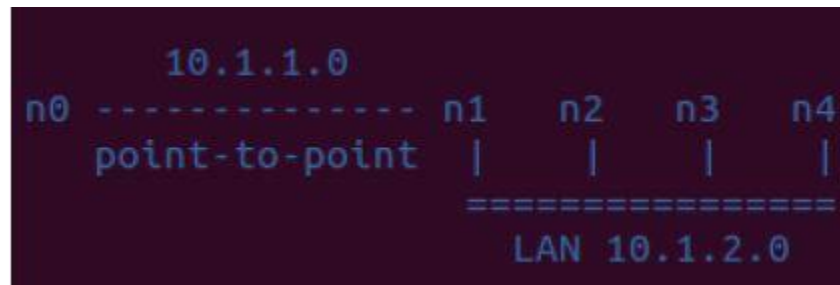 10.1.1.0
n0 -------------- n1 n2 n3 n4
point-to-point | | | |
================
LAN 10.1.2.0